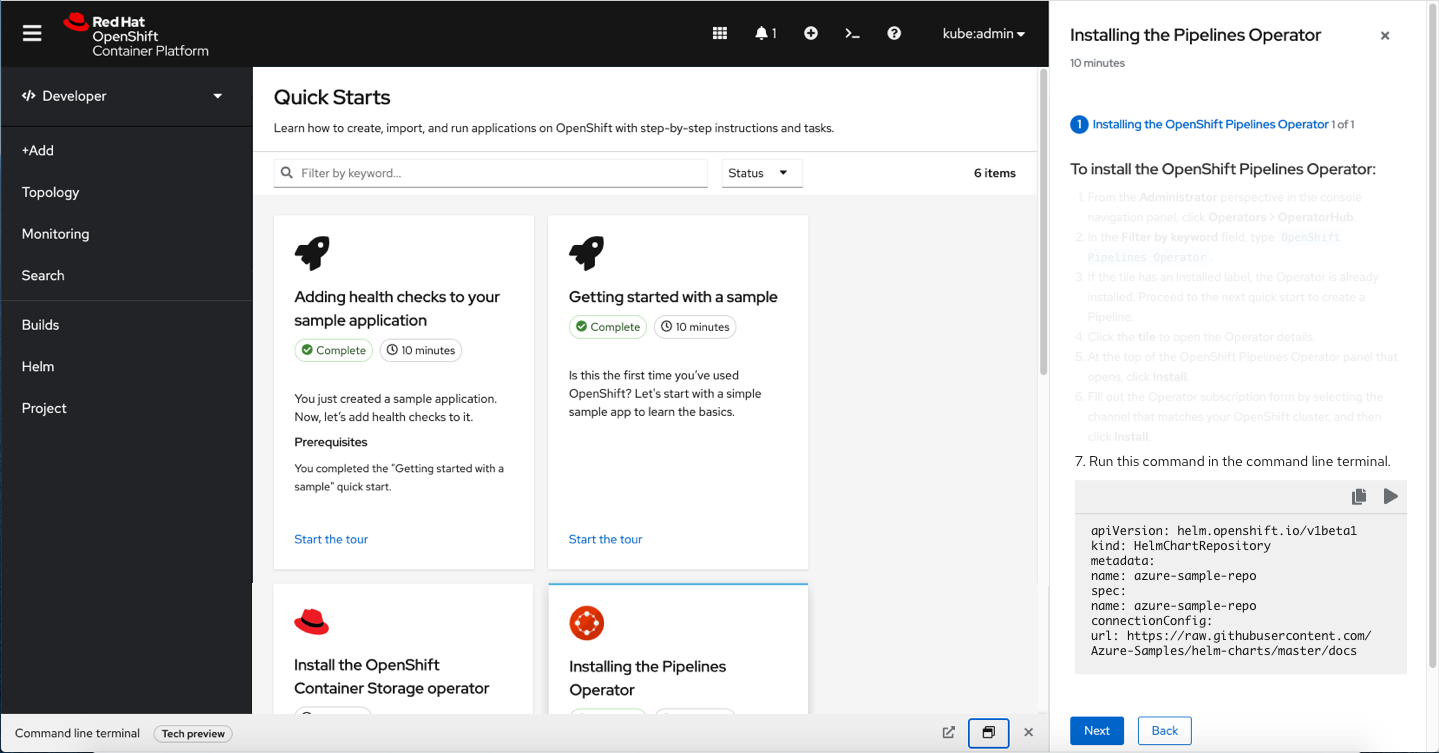 Red Hat
OpenShift
Container Platform
1
kube:admin
Developer
+Add
Topology
Monitoring
Search
Builds
Helm
Project
Quick Starts
Learn how to create, import, and run applications on OpenShift with step-by-step instructions and tasks.
Filter by keyword...
Status
6 items
Adding health checks to your
sample application
Complete
10 minutes
You just created a sample application.
Now, let’s add health checks to it.
Prerequisites
You completed the "Getting started with a
sample" quick start.
Start the tour
Getting started with a sample
Complete
10 minutes
Is this the first time you’ve used
OpenShift? Let's start with a simple
sample app to learn the basics.
Start the tour
Install the OpenShift
Container Storage operator
Installing the Pipelines
Operator
Command line terminal
Tech preview
Installing the Pipelines Operator
10 minutes
1 Installing the OpenShift Pipelines Operator 1 of 1
To install the OpenShift Pipelines Operator:
1. From the Administrator perspective in the console
navigation panel, click Operators > OperatorHub.
2. In the Filter by keyword field, type OpenShift
Pipelines Operator.
3. If the tile has an Installed label, the Operator is already
installed. Proceed to the next quick start to create a
Pipeline.
4. Click the tile to open the Operator details.
5. At the top of the OpenShift Pipelines Operator panel that
opens, click Install.
6. Fill out the Operator subscription form by selecting the
channel that matches your OpenShift cluster, and then
click Install.
7. Run this command in the command line terminal.
apiVersion: helm.openshift.io/v1beta1
kind: HelmChartRepository
metadata:
name: azure-sample-repo
spec:
name: azure-sample-repo
connectionConfig:
url: https://raw.githubusercontent.com/
Azure-Samples/helm-charts/master/docs
Next
Back